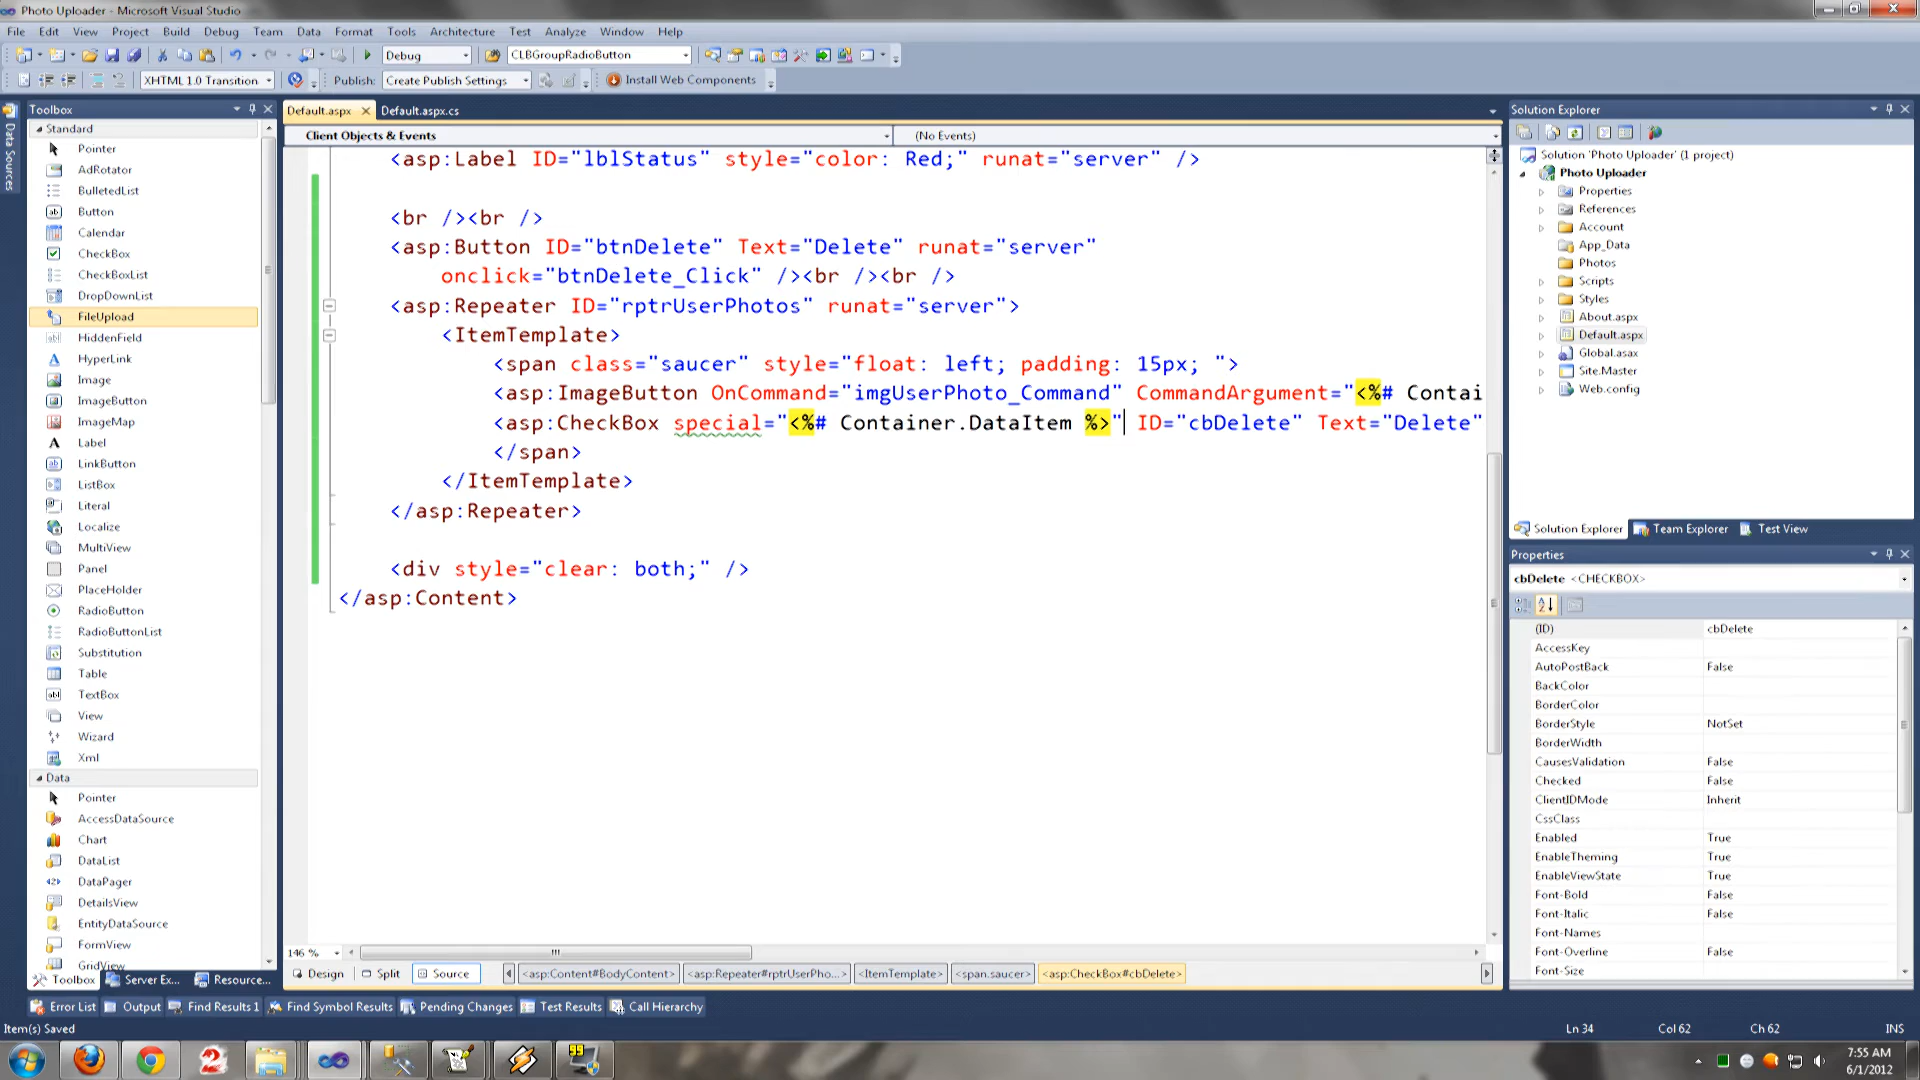 Photo Uploader - Microsoft Visual Studio
File Edit View Project Build Debug Team Data Format Tools Architecture Test Analyze Window Help
Debug CLBGroupRadioButton
XHTML 1.0 Transition Publish: Create Publish Settings Install Web Components
Data Sources
Toolbox
Standard
Pointer
AdRotator
BulletedList
Button
Calendar
CheckBox
CheckBoxList
DropDownList
FileUpload
HiddenField
HyperLink
Image
ImageButton
ImageMap
Label
LinkButton
ListBox
Literal
Localize
MultiView
Panel
PlaceHolder
RadioButton
RadioButtonList
Substitution
Table
TextBox
View
Wizard
Xml
Data
Pointer
AccessDataSource
Chart
DataList
DataPager
DetailsView
EntityDataSource
FormView
GridView
Toolbox Server Ex... Resource...
Default.aspx Default.aspx.cs
Client Objects & Events (No Events)
<asp:Label ID="lblStatus" style="color: Red;" runat="server" />
<br /><br />
<asp:Button ID="btnDelete" Text="Delete" runat="server"
onclick="btnDelete_Click" /><br /><br />
<asp:Repeater ID="rptrUserPhotos" runat="server">
<ItemTemplate>
<span class="saucer" style="float: left; padding: 15px; ">
<asp:ImageButton OnCommand="imgUserPhoto_Command" CommandArgument="<%# Contai
<asp:CheckBox special="<%# Container.DataItem %>" ID="cbDelete" Text="Delete"
</span>
</ItemTemplate>
</asp:Repeater>
<div style="clear: both;" />
</asp:Content>
146 %
Design Split Source <asp:Content#BodyContent> <asp:Repeater#rptrUserPho...> <ItemTemplate> <span.saucer> <asp:CheckBox#cbDelete>
Solution Explorer
Solution 'Photo Uploader' (1 project)
Photo Uploader
Properties
References
Account
App_Data
Photos
Scripts
Styles
About.aspx
Default.aspx
Global.asax
Site.Master
Web.config
Solution Explorer Team Explorer Test View
Properties
cbDelete <CHECKBOX>
(ID) cbDelete
AccessKey
AutoPostBack False
BackColor
BorderColor
BorderStyle NotSet
BorderWidth
CausesValidation False
Checked False
ClientIDMode Inherit
CssClass
Enabled True
EnableTheming True
EnableViewState True
Font-Bold False
Font-Italic False
Font-Names
Font-Overline False
Font-Size
Error List Output Find Results 1 Find Symbol Results Pending Changes Test Results Call Hierarchy
Item(s) Saved Ln 34 Col 62 Ch 62 INS
99
7:55 AM
6/1/2012